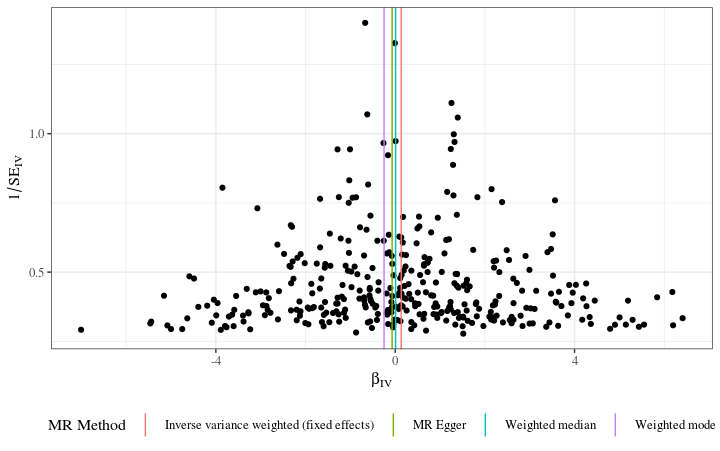 1/SE_IV
1.0
0.5
-4
0
4
β_IV
MR Method
Inverse variance weighted (fixed effects)
MR Egger
Weighted median
Weighted mode